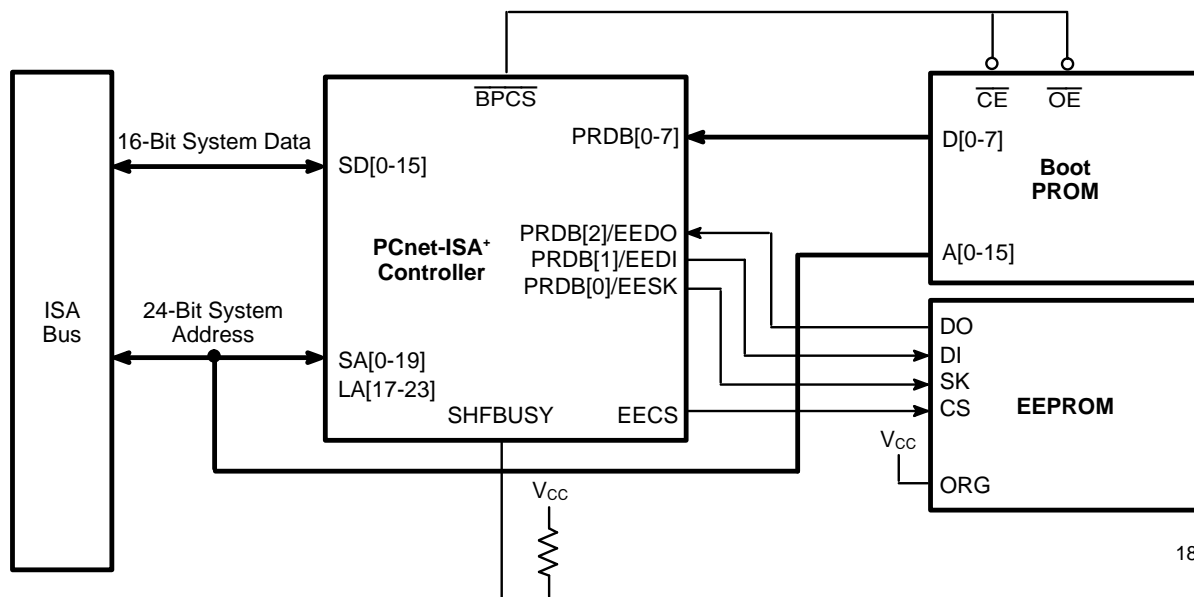 BPCS
CE OE
16-Bit System Data
SD[0-15]
PRDB[0-7]
D[0-7]
Boot
PROM
PCnet-ISA+
Controller
PRDB[2]/EEDO
PRDB[1]/EEDI
PRDB[0]/EESK
A[0-15]
ISA
Bus
24-Bit System
Address
SA[0-19]
LA[17-23]
SHFBUSY
EECS
DO
DI
SK
CS
EEPROM
VCC
ORG
VCC
18